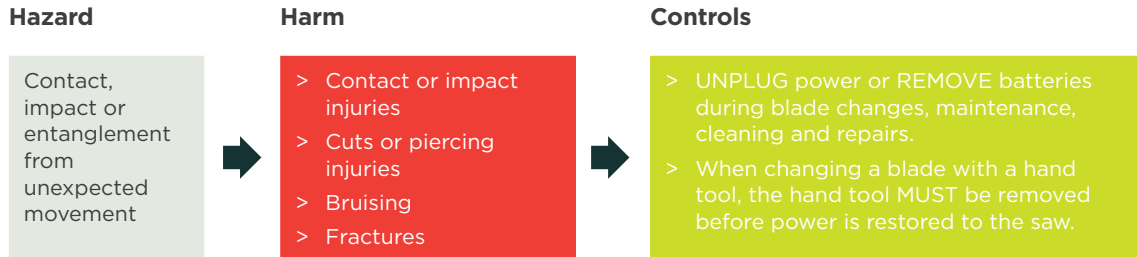 Hazard
Harm
Controls
Contact,
impact or
entanglement
from
unexpected
movement
> Contact or impact
injuries
> Cuts or piercing
injuries
> Bruising
> Fractures
> UNPLUG power or REMOVE batteries
during blade changes, maintenance,
cleaning and repairs.
> When changing a blade with a hand
tool, the hand tool MUST be removed
before power is restored to the saw.